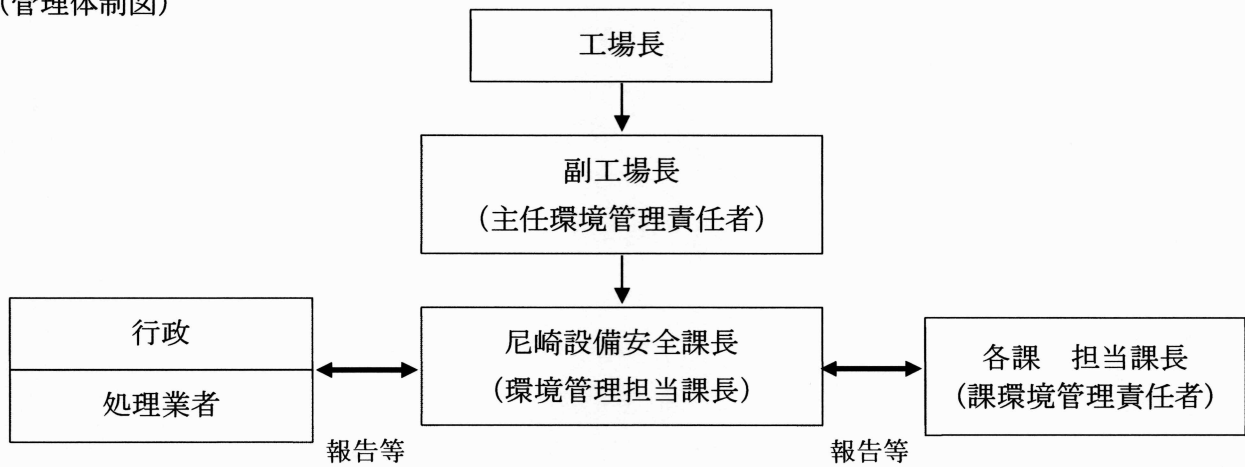 (管理体制図)
工場長
副工場長
(主任環境管理責任者)
行政
処理業者
尼崎設備安全課長
(環境管理担当課長)
各課　担当課長
(課環境管理責任者)
報告等
報告等